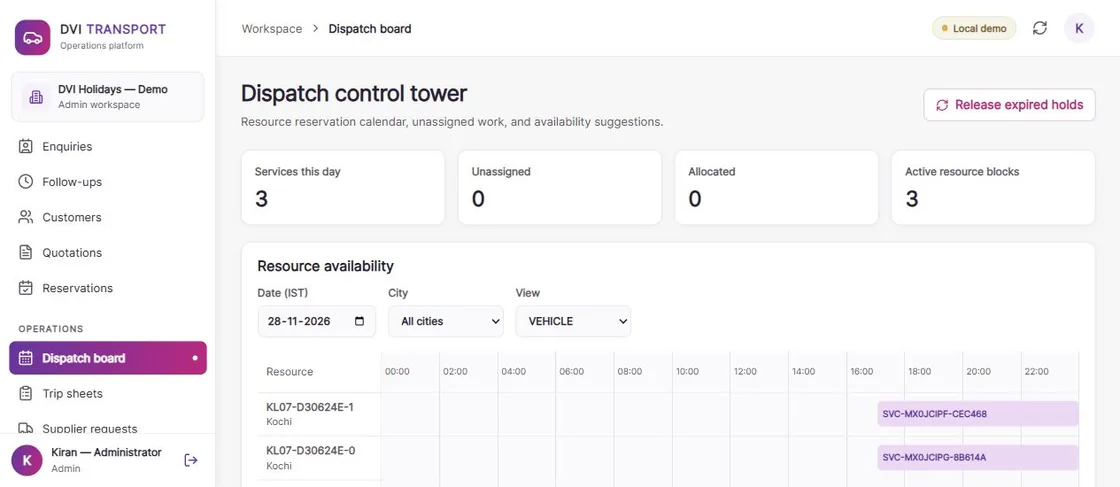 DVI TRANSPORT
Operations platform
DVI Holidays — Demo
Admin workspace
Enquiries
Follow-ups
Customers
Quotations
Reservations
OPERATIONS
Dispatch board
Trip sheets
Supplier requests
K
Kiran — Administrator
Admin
Workspace > Dispatch board
Local demo
K
Dispatch control tower
Resource reservation calendar, unassigned work, and availability suggestions.
Release expired holds
Services this day
3
Unassigned
0
Allocated
0
Active resource blocks
3
Resource availability
Date (IST)
28-11-2026
City
All cities
View
VEHICLE
Resource 00:00 02:00 04:00 06:00 08:00 10:00 12:00 14:00 16:00 18:00 20:00 22:00
KL07-D30624E-1
Kochi
SVC-MX0JCIPF-CEC468
KL07-D30624E-0
Kochi
SVC-MX0JCIPG-8B614A